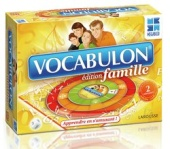 VOCABULON
édition famille
Apprendre en s'amusant !
LAROUSSE